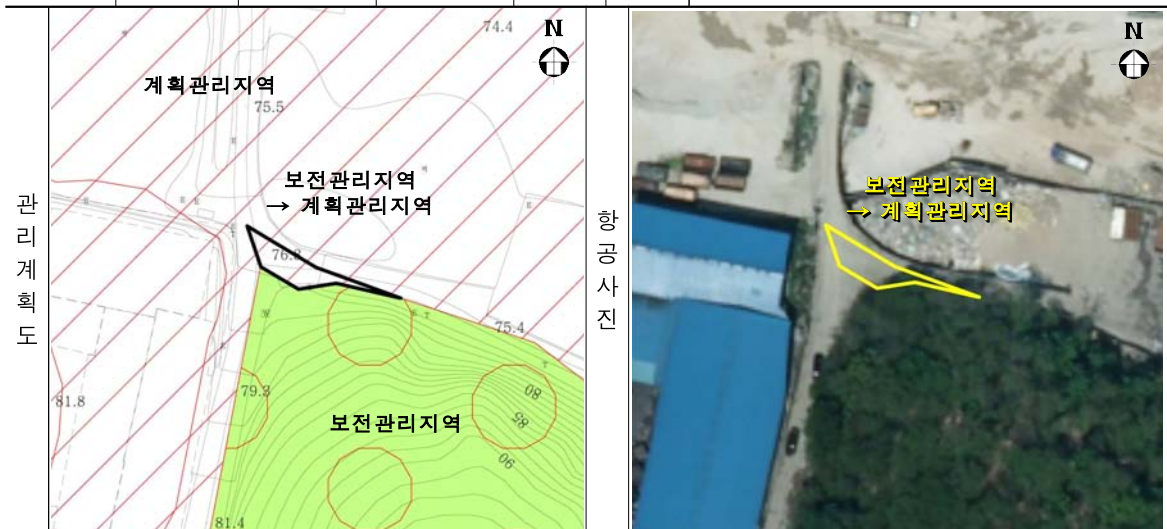 관리계획도
N
74.4
계획관리지역
75.5
보전관리지역
→ 계획관리지역
75.4
79.3
81.8
보전관리지역
80
85
90
81.4
항공사진
N
보전관리지역
→ 계획관리지역